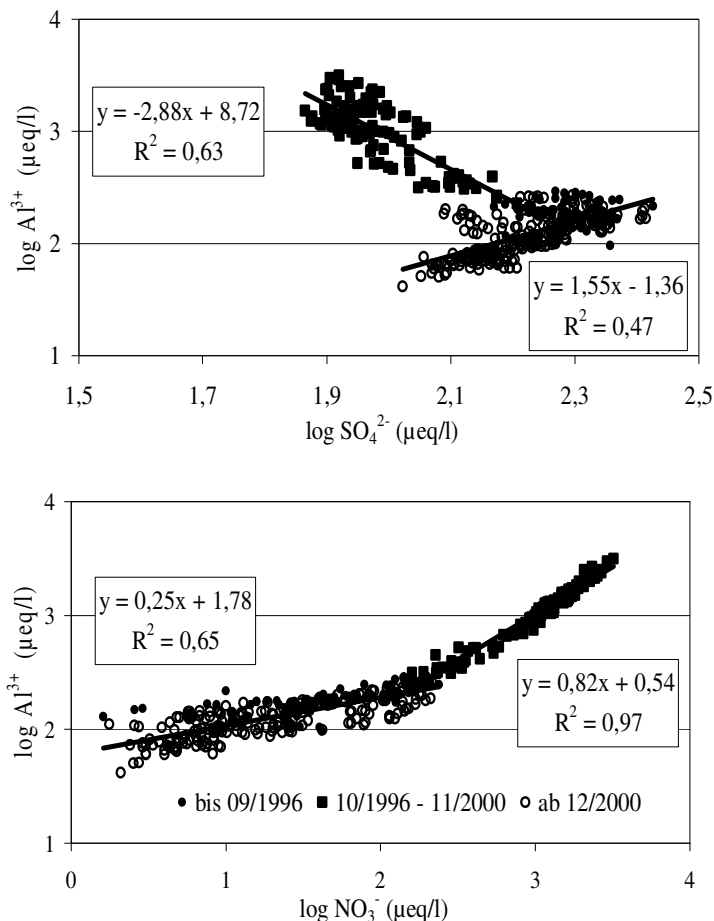 4
y = -2,88x + 8,72
R² = 0,63
3
log Al³⁺ (µeq/l)
2
y = 1,55x - 1,36
R² = 0,47
1
1,5 1,7 1,9 2,1 2,3 2,5
log SO₄²⁻ (µeq/l)
4
y = 0,25x + 1,78
R² = 0,65
3
log Al³⁺ (µeq/l)
y = 0,82x + 0,54
R² = 0,97
2
bis 09/1996 10/1996 - 11/2000 ab 12/2000
1
0 1 2 3 4
log NO₃⁻ (µeq/l)